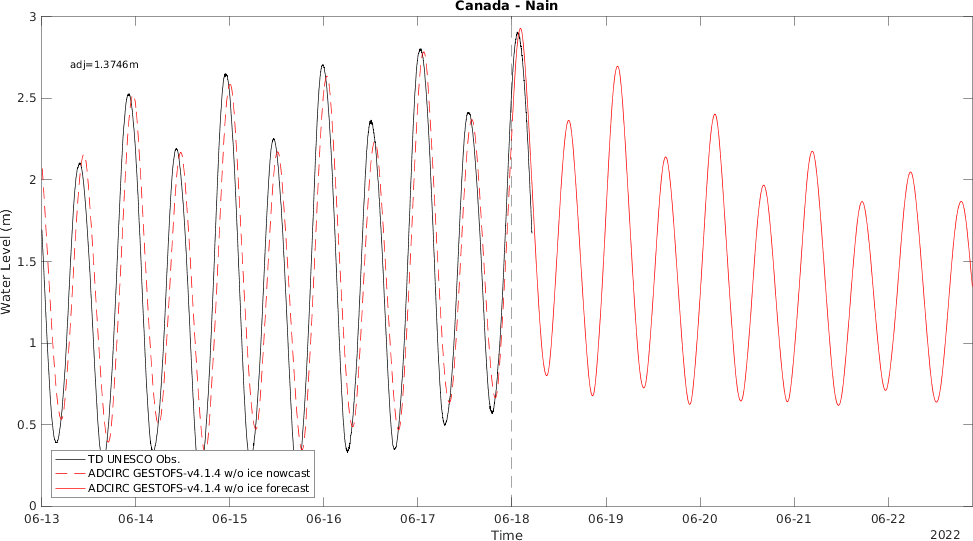 Canada - Nain
adj=1.3746m
3
2.5
2
1.5
1
0.5
0
Water Level (m)
TD UNESCO Obs.
ADCIRC GESTOFS-v4.1.4 w/o ice nowcast
ADCIRC GESTOFS-v4.1.4 w/o ice forecast
06-13 06-14 06-15 06-16 06-17 06-18 06-19 06-20 06-21 06-22
Time
2022